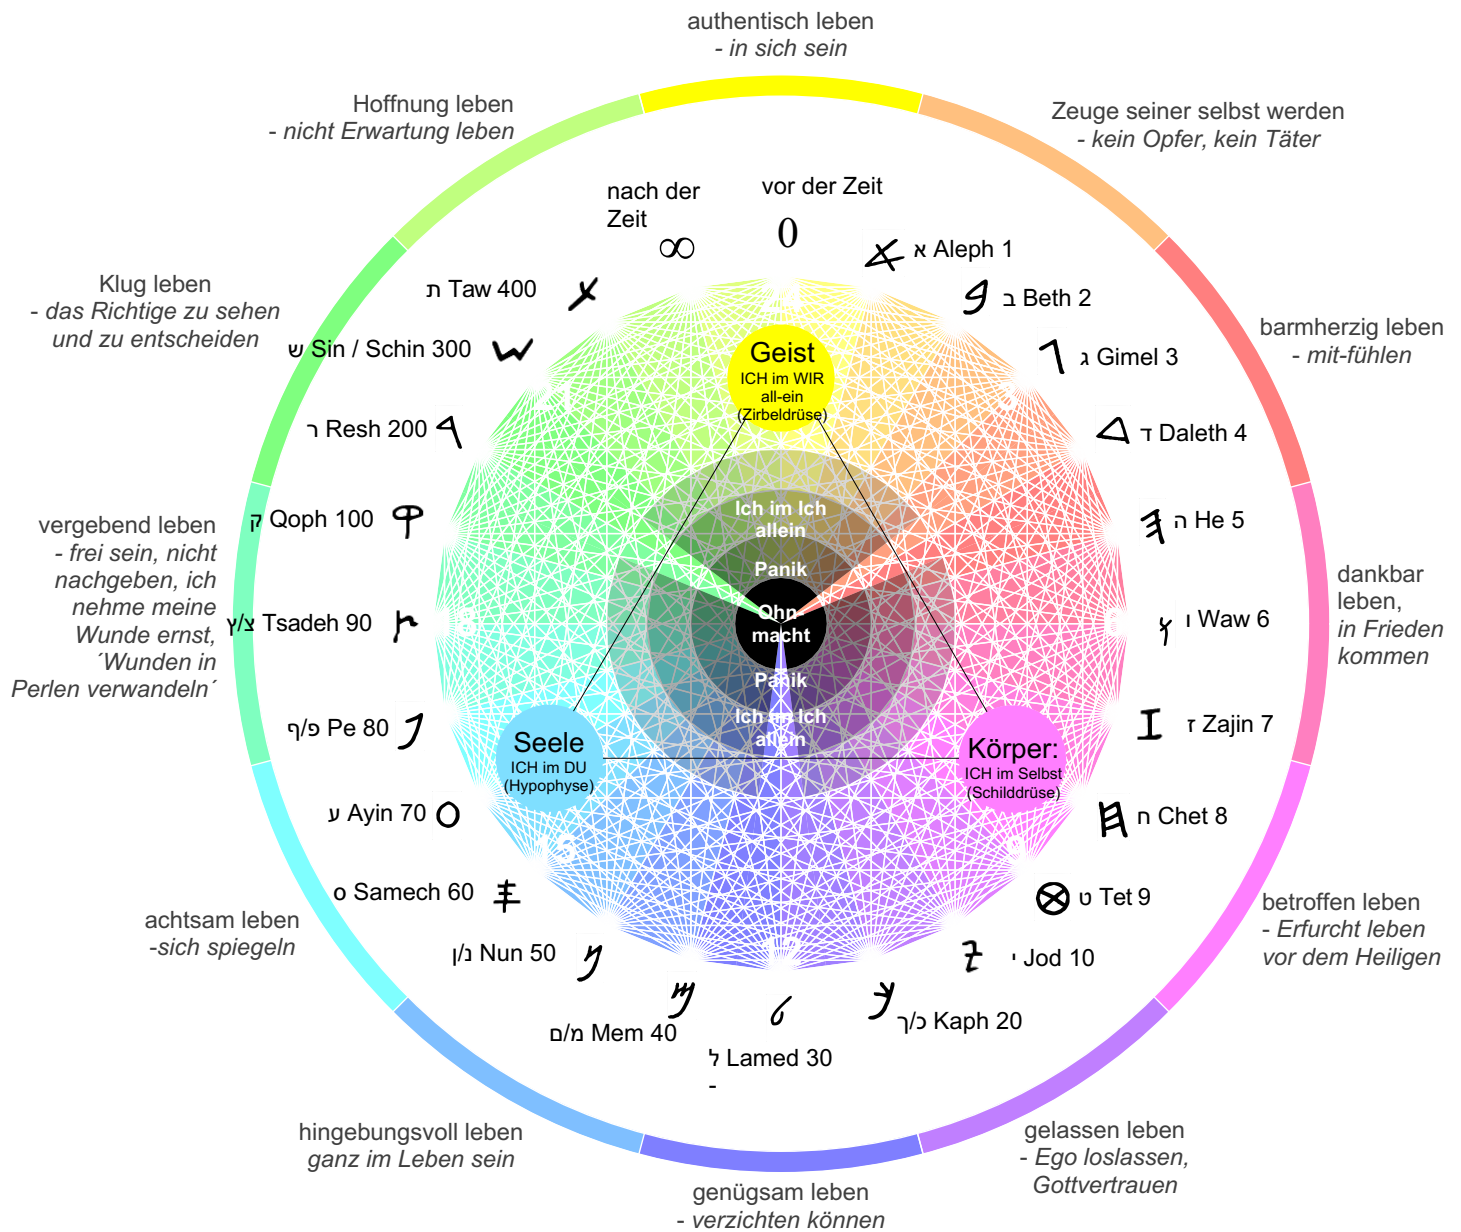 authentisch leben
- in sich sein
Hoffnung leben
- nicht Erwartung leben
Zeuge seiner selbst werden
- kein Opfer, kein Täter
nach der
Zeit
∞
vor der Zeit
0
א Aleph 1
ב Beth 2
ג Gimel 3
ד Daleth 4
ה He 5
ו Waw 6
ז Zajin 7
ח Chet 8
ט Tet 9
י Jod 10
כ/ך Kaph 20
ל Lamed 30
-
מ/ם Mem 40
נ/ן Nun 50
ס Samech 60
ע Ayin 70
פ/ף Pe 80
צ/ץ Tsadeh 90
ק Qoph 100
ר Resh 200
ש Sin / Schin 300
ת Taw 400
Klug leben
- das Richtige zu sehen
und zu entscheiden
barmherzig leben
- mit-fühlen
vergebend leben
- frei sein, nicht
nachgeben, ich
nehme meine
Wunde ernst,
´Wunden in
Perlen verwandeln´
dankbar
leben,
in Frieden
kommen
Geist
ICH im WIR
all-ein
(Zirbeldrüse)
Ich im Ich
allein
Panik
Ohn-
macht
Panik
Ich im Ich
allein
Seele
ICH im DU
(Hypophyse)
Körper:
ICH im Selbst
(Schilddrüse)
achtsam leben
-sich spiegeln
betroffen leben
- Erfurcht leben
vor dem Heiligen
hingebungsvoll leben
ganz im Leben sein
gelassen leben
- Ego loslassen,
Gottvertrauen
genügsam leben
- verzichten können